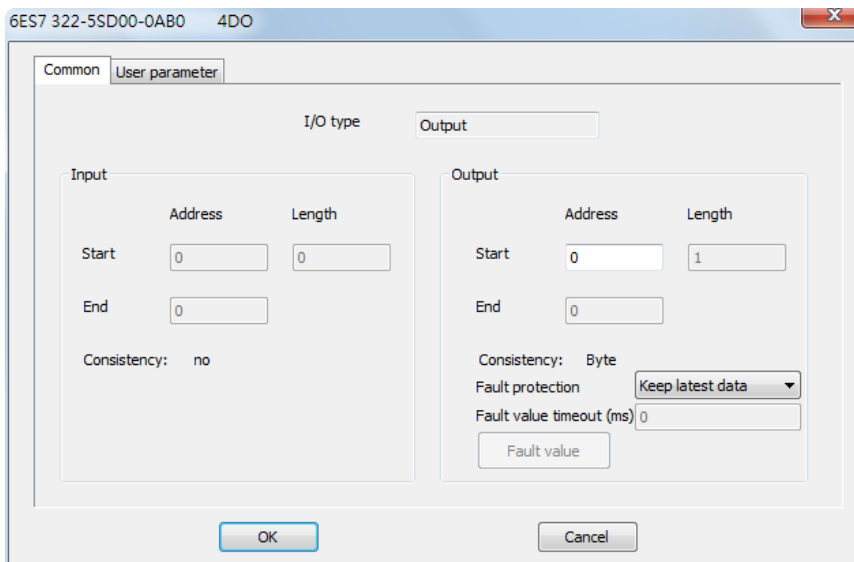 6ES7 322-5SD00-0AB0 4DO
Common User parameter
I/O type Output
Input
Address Length
Start 0 0
End 0
Consistency: no
Output
Address Length
Start 0 1
End 0
Consistency: Byte
Fault protection Keep latest data
Fault value timeout (ms) 0
Fault value
OK Cancel